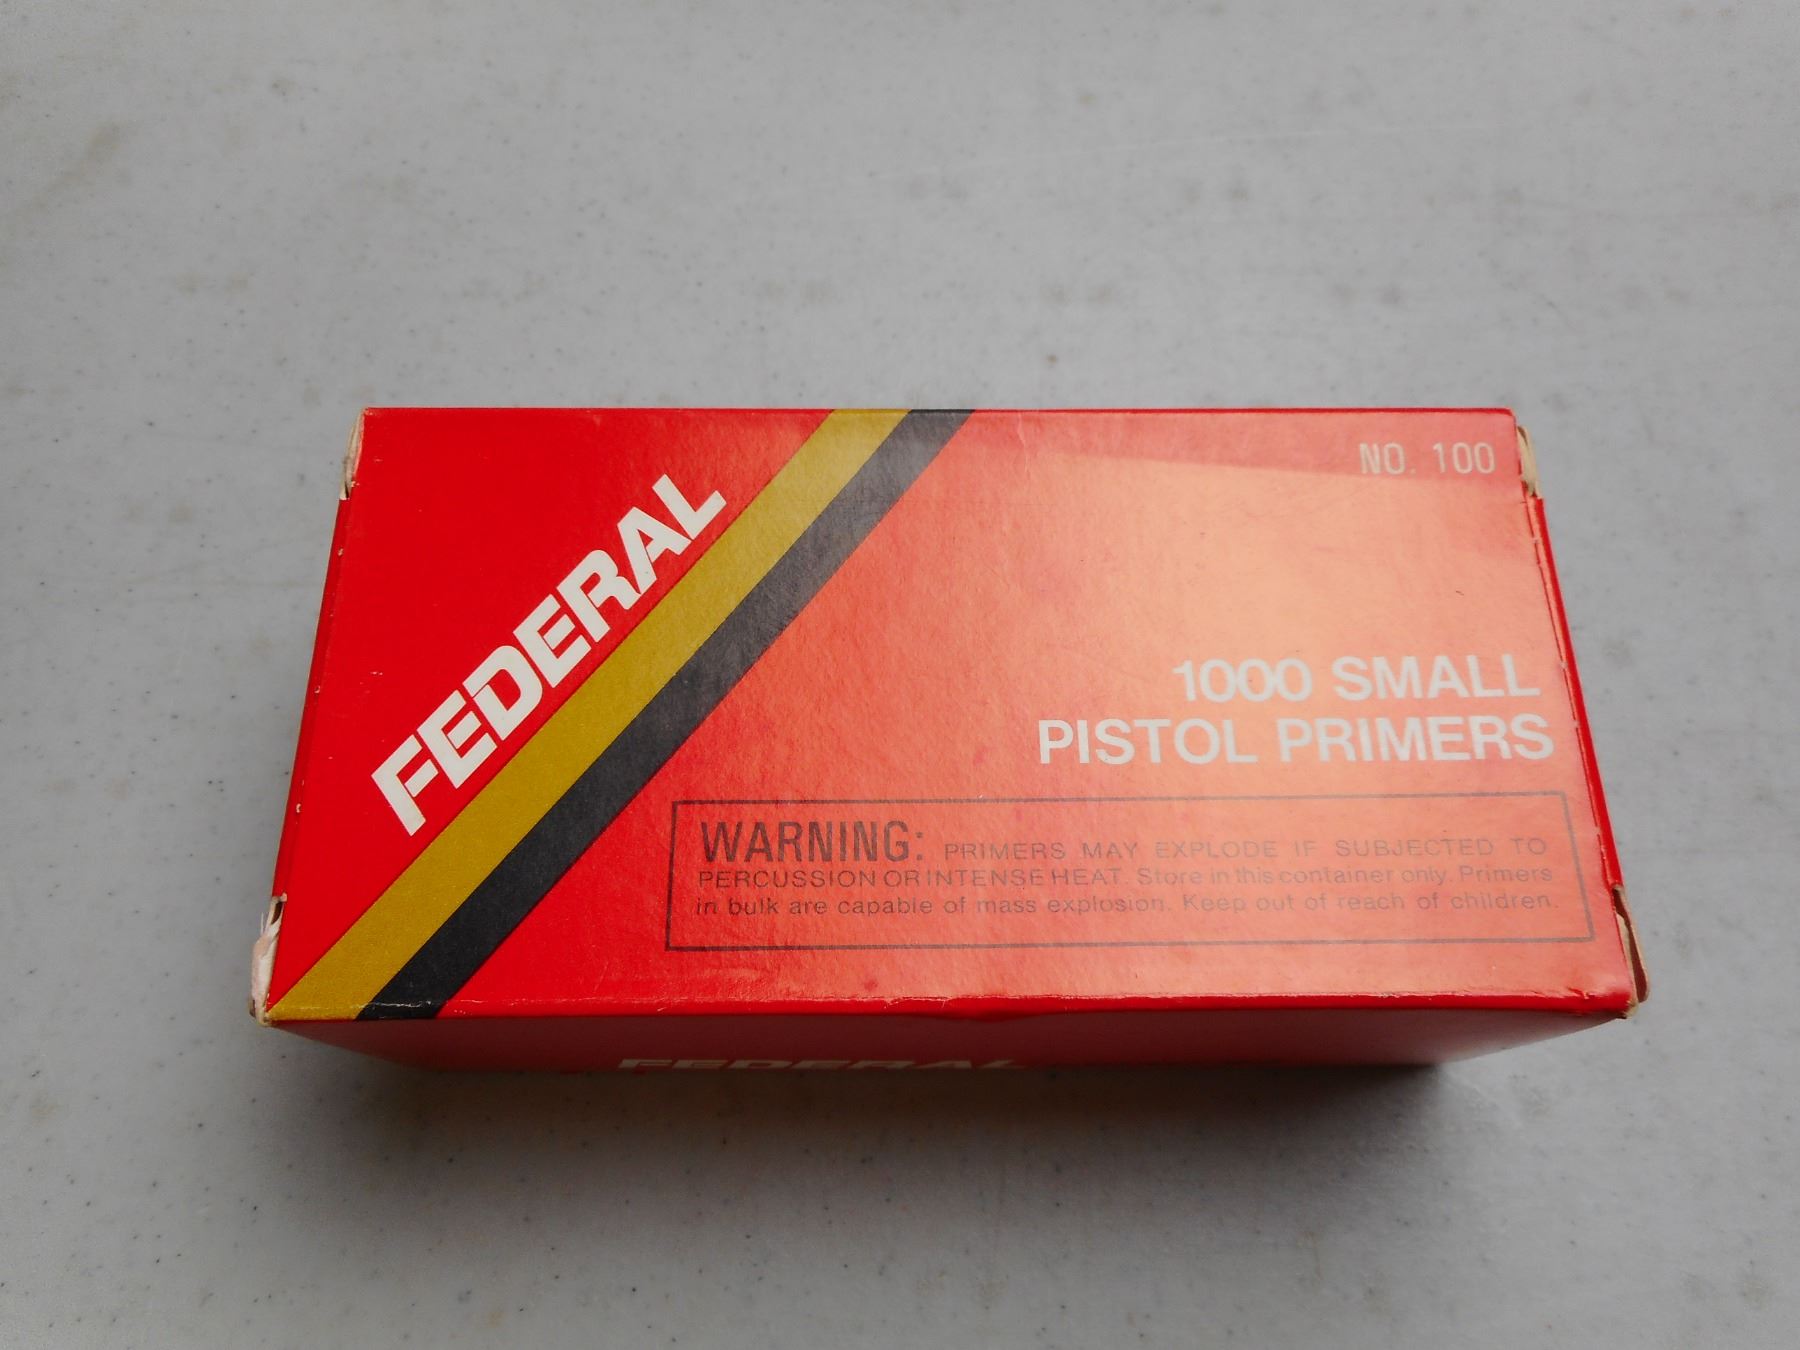 FEDERAL
NO. 100
1000 SMALL
PISTOL PRIMERS
WARNING: PRIMERS MAY EXPLODE IF SUBJECTED TO
PERCUSSION OR INTENSE HEAT. Store in this container only. Primers
in bulk are capable of mass explosion. Keep out of reach of children.
FEDERAL